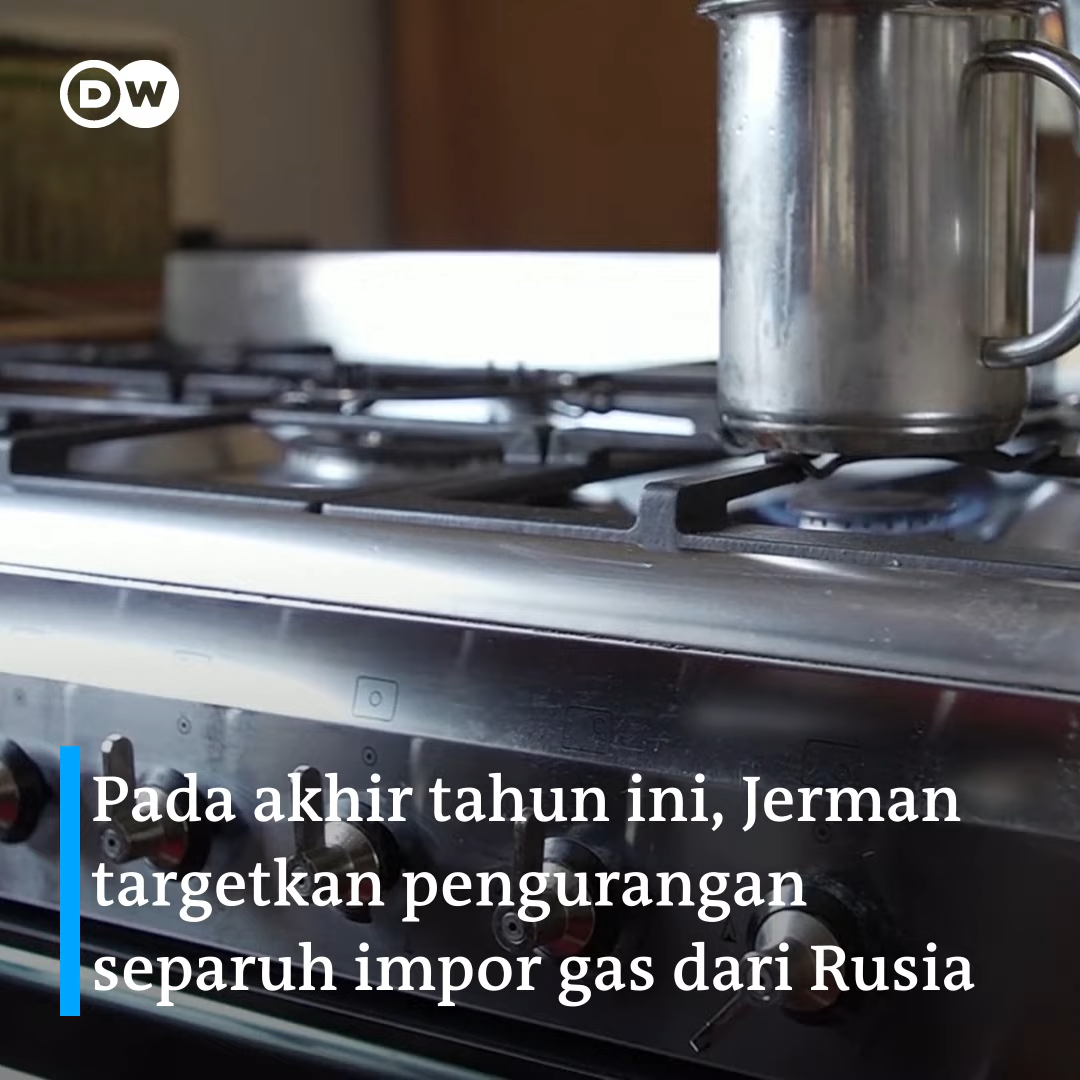 DW
Pada akhir tahun ini, Jerman
targetkan pengurangan
separuh impor gas dari Rusia